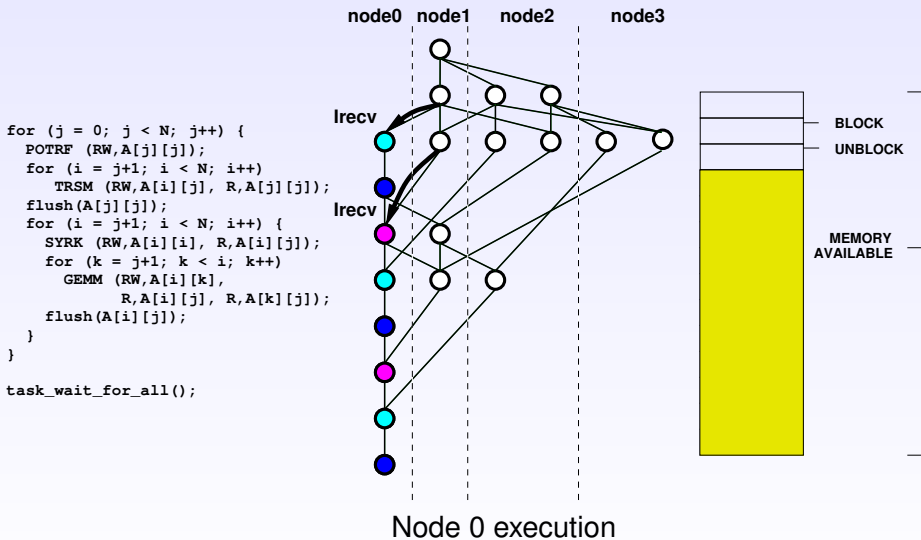 node0 node1 node2 node3
Irecv
for (j = 0; j < N; j++) {
POTRF (RW,A[j][j]);
for (i = j+1; i < N; i++)
TRSM (RW,A[i][j], R,A[j][j]);
flush(A[j][j]);
for (i = j+1; i < N; i++) {
SYRK (RW,A[i][i], R,A[i][j]);
for (k = j+1; k < i; k++)
GEMM (RW,A[i][k],
R,A[i][j], R,A[k][j]);
flush(A[i][j]);
}
}
task_wait_for_all();
Irecv
BLOCK
UNBLOCK
MEMORY
AVAILABLE
Node 0 execution